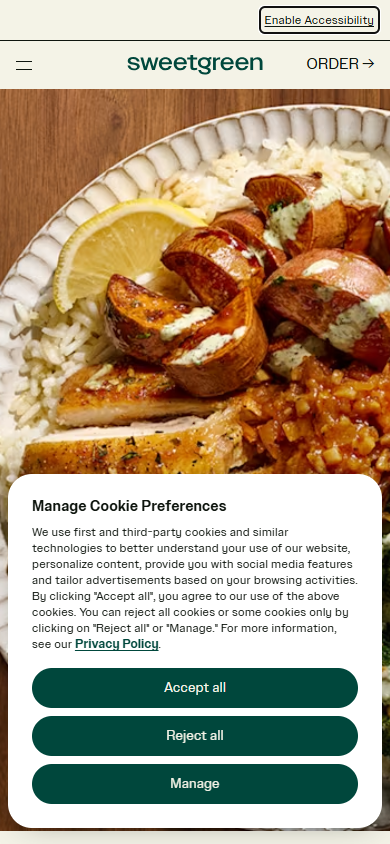 Enable Accessibility
sweetgreen
ORDER →
Manage Cookie Preferences
We use first and third-party cookies and similar
technologies to better understand your use of our website,
personalize content, provide you with social media features
and tailor advertisements based on your browsing activities.
By clicking "Accept all", you agree to our use of the above
cookies. You can reject all cookies or some cookies only by
clicking on "Reject all" or "Manage." For more information,
see our Privacy Policy.
Accept all
Reject all
Manage